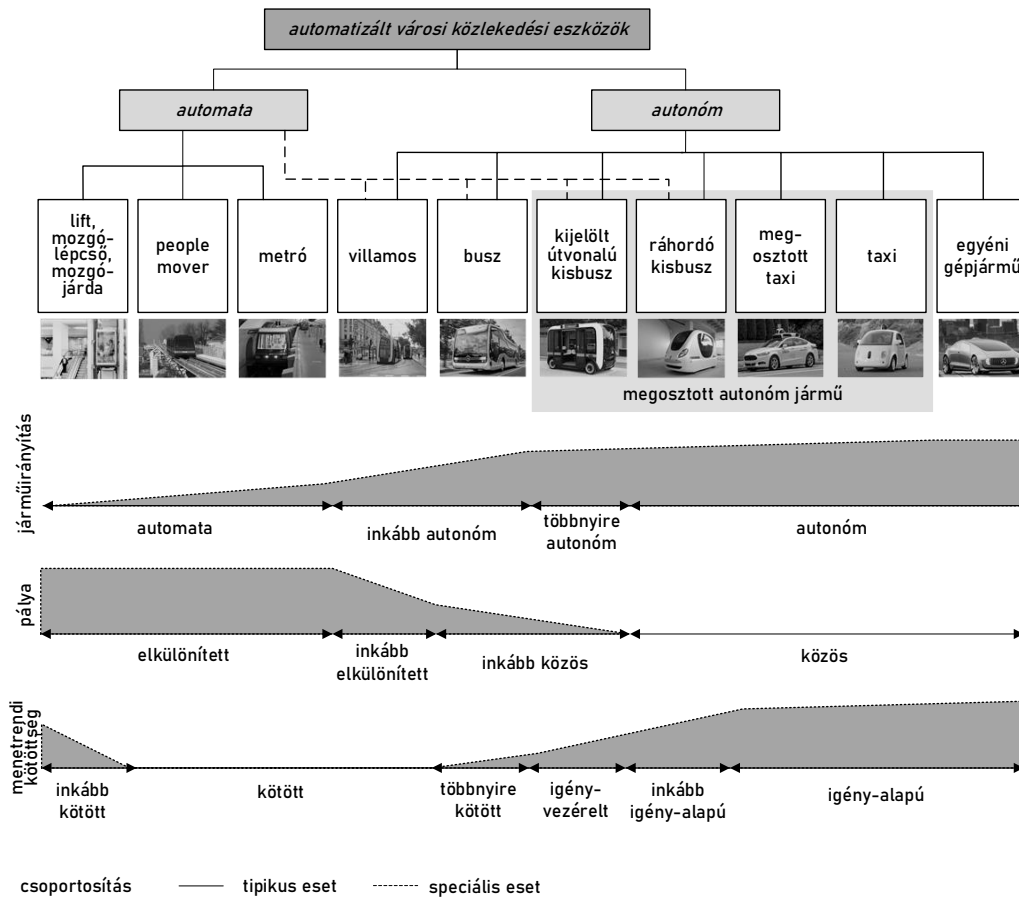 automatizált városi közlekedési eszközök
automata
autonóm
lift,
mozgó-
lépcső,
mozgó-
járda
people
mover
metró
villamos
busz
kijelölt
útvonalú
kisbusz
ráhordó
kisbusz
meg-
osztott
taxi
taxi
egyéni
gépjármű
megosztott autonóm jármű
járműirányítás
automata
inkább autonóm
többnyire
autonóm
autonóm
pálya
elkülönített
inkább
elkülönített
inkább közös
közös
menetrendi
kötöttség
inkább
kötött
kötött
többnyire
kötött
igény-
vezérelt
inkább
igény-alapú
igény-alapú
csoportosítás
tipikus eset
speciális eset